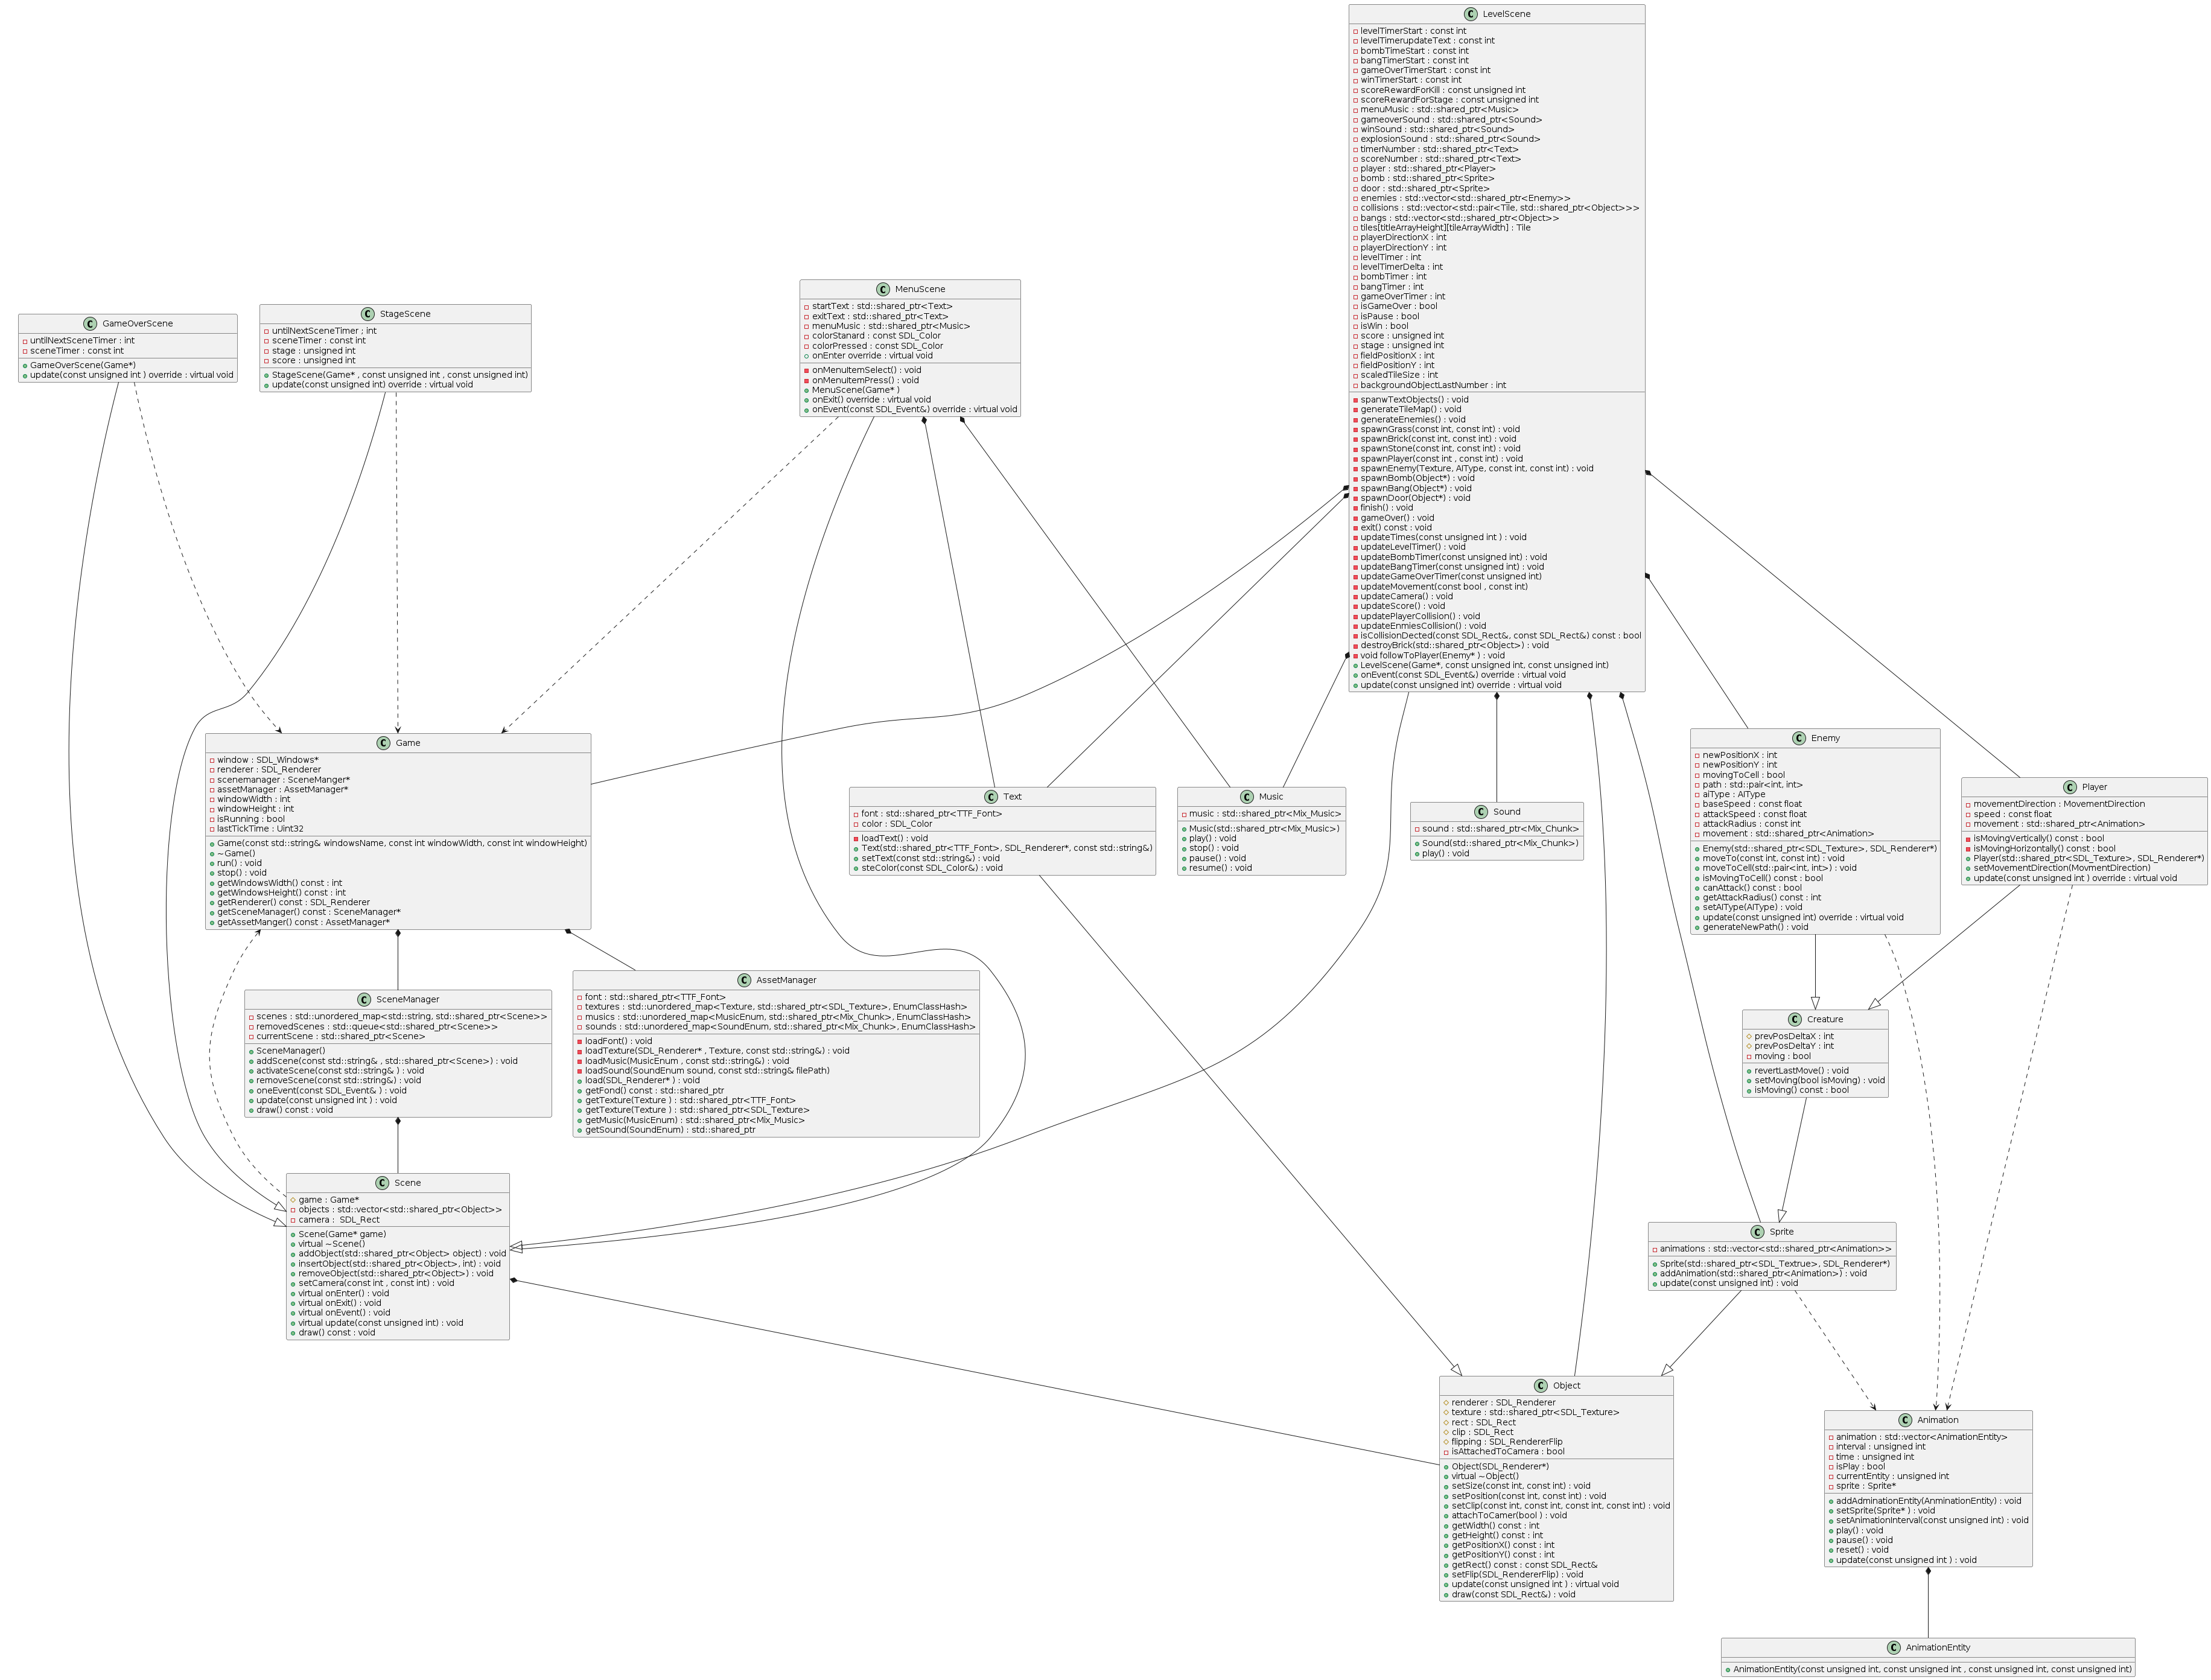 LevelScene
levelTimerStart : const int
levelTimerupdateText : const int
bombTimeStart : const int
bangTimerStart : const int
gameOverTimerStart : const int
winTimerStart : const int
scoreRewardForKill : const unsigned int
scoreRewardForStage : const unsigned int
menuMusic : std::shared_ptr<Music>
gameoverSound : std::shared_ptr<Sound>
winSound : std::shared_ptr<Sound>
explosionSound : std::shared_ptr<Sound>
timerNumber : std::shared_ptr<Text>
scoreNumber : std::shared_ptr<Text>
player : std::shared_ptr<Player>
bomb : std::shared_ptr<Sprite>
door : std::shared_ptr<Sprite>
enemies : std::vector<std::shared_ptr<Enemy>>
collisions : std::vector<std::pair<Tile, std::shared_ptr<Object>>>
bangs : std::vector<std:;shared_ptr<Object>>
tiles[titleArrayHeight][tileArrayWidth] : Tile
playerDirectionX : int
playerDirectionY : int
levelTimer : int
levelTimerDelta : int
bombTimer : int
bangTimer : int
gameOverTimer : int
isGameOver : bool
isPause : bool
isWin : bool
score : unsigned int
stage : unsigned int
fieldPositionX : int
fieldPositionY : int
scaledTileSize : int
backgroundObjectLastNumber : int
spanwTextObjects() : void
generateTileMap() : void
generateEnemies() : void
spawnGrass(const int, const int) : void
spawnBrick(const int, const int) : void
spawnStone(const int, const int) : void
spawnPlayer(const int , const int) : void
spawnEnemy(Texture, AIType, const int, const int) : void
spawnBomb(Object*) : void
spawnBang(Object*) : void
spawnDoor(Object*) : void
finish() : void
gameOver() : void
exit() const : void
updateTimes(const unsigned int ) : void
updateLevelTimer() : void
updateBombTimer(const unsigned int) : void
updateBangTimer(const unsigned int) : void
updateGameOverTimer(const unsigned int)
updateMovement(const bool , const int)
updateCamera() : void
updateScore() : void
updatePlayerCollision() : void
updateEnmiesCollision() : void
isCollisionDected(const SDL_Rect&, const SDL_Rect&) const : bool
destroyBrick(std::shared_ptr<Object>) : void
void followToPlayer(Enemy* ) : void
LevelScene(Game*, const unsigned int, const unsigned int)
onEvent(const SDL_Event&) override : virtual void
update(const unsigned int) override : virtual void
GameOverScene
untilNextSceneTimer : int
sceneTimer : const int
GameOverScene(Game*)
update(const unsigned int ) override : virtual void
StageScene
untilNextSceneTimer ; int
sceneTimer : const int
stage : unsigned int
score : unsigned int
StageScene(Game* , const unsigned int , const unsigned int)
update(const unsigned int) override : virtual void
MenuScene
startText : std::shared_ptr<Text>
exitText : std::shared_ptr<Text>
menuMusic : std::shared_ptr<Music>
colorStanard : const SDL_Color
colorPressed : const SDL_Color
onEnter override : virtual void
onMenuItemSelect() : void
onMenuItemPress() : void
MenuScene(Game* )
onExit() override : virtual void
onEvent(const SDL_Event&) override : virtual void
Game
window : SDL_Windows*
renderer : SDL_Renderer
scenemanager : SceneManger*
assetManager : AssetManager*
windowWidth : int
windowHeight : int
isRunning : bool
lastTickTime : Uint32
Game(const std::string& windowsName, const int windowWidth, const int windowHeight)
~Game()
run() : void
stop() : void
getWindowsWidth() const : int
getWindowsHeight() const : int
getRenderer() const : SDL_Renderer
getSceneManager() const : SceneManager*
getAssetManger() const : AssetManager*
Text
font : std::shared_ptr<TTF_Font>
color : SDL_Color
loadText() : void
Text(std::shared_ptr<TTF_Font>, SDL_Renderer*, const std::string&)
setText(const std::string&) : void
steColor(const SDL_Color&) : void
Music
music : std::shared_ptr<Mix_Music>
Music(std::shared_ptr<Mix_Music>)
play() : void
stop() : void
pause() : void
resume() : void
Sound
sound : std::shared_ptr<Mix_Chunk>
Sound(std::shared_ptr<Mix_Chunk>)
play() : void
Enemy
newPositionX : int
newPositionY : int
movingToCell : bool
path : std::pair<int, int>
aiType : AIType
baseSpeed : const float
attackSpeed : const float
attackRadius : const int
movement : std::shared_ptr<Animation>
Enemy(std::shared_ptr<SDL_Texture>, SDL_Renderer*)
moveTo(const int, const int) : void
moveToCell(std::pair<int, int>) : void
isMovingToCell() const : bool
canAttack() const : bool
getAttackRadius() const : int
setAIType(AIType) : void
update(const unsigned int) override : virtual void
generateNewPath() : void
Player
movementDirection : MovementDirection
speed : const float
movement : std::shared_ptr<Animation>
isMovingVertically() const : bool
isMovingHorizontally() const : bool
Player(std::shared_ptr<SDL_Texture>, SDL_Renderer*)
setMovementDirection(MovmentDirection)
update(const unsigned int ) override : virtual void
SceneManager
scenes : std::unordered_map<std::string, std::shared_ptr<Scene>>
removedScenes : std::queue<std::shared_ptr<Scene>>
currentScene : std::shared_ptr<Scene>
SceneManager()
addScene(const std::string& , std::shared_ptr<Scene>) : void
activateScene(const std::string& ) : void
removeScene(const std::string&) : void
oneEvent(const SDL_Event& ) : void
update(const unsigned int ) : void
draw() const : void
AssetManager
font : std::shared_ptr<TTF_Font>
textures : std::unordered_map<Texture, std::shared_ptr<SDL_Texture>, EnumClassHash>
musics : std::unordered_map<MusicEnum, std::shared_ptr<Mix_Chunk>, EnumClassHash>
sounds : std::unordered_map<SoundEnum, std::shared_ptr<Mix_Chunk>, EnumClassHash>
loadFont() : void
loadTexture(SDL_Renderer* , Texture, const std::string&) : void
loadMusic(MusicEnum , const std::string&) : void
loadSound(SoundEnum sound, const std::string& filePath)
load(SDL_Renderer* ) : void
getFond() const : std::shared_ptr
getTexture(Texture ) : std::shared_ptr<TTF_Font>
getTexture(Texture ) : std::shared_ptr<SDL_Texture>
getMusic(MusicEnum) : std::shared_ptr<Mix_Music>
getSound(SoundEnum) : std::shared_ptr
Creature
prevPosDeltaX : int
prevPosDeltaY : int
moving : bool
revertLastMove() : void
setMoving(bool isMoving) : void
isMoving() const : bool
Scene
game : Game*
objects : std::vector<std::shared_ptr<Object>>
camera :  SDL_Rect
Scene(Game* game)
virtual ~Scene()
addObject(std::shared_ptr<Object> object) : void
insertObject(std::shared_ptr<Object>, int) : void
removeObject(std::shared_ptr<Object>) : void
setCamera(const int , const int) : void
virtual onEnter() : void
virtual onExit() : void
virtual onEvent() : void
virtual update(const unsigned int) : void
draw() const : void
Sprite
animations : std::vector<std::shared_ptr<Animation>>
Sprite(std::shared_ptr<SDL_Textrue>, SDL_Renderer*)
addAnimation(std::shared_ptr<Animation>) : void
update(const unsigned int) : void
Object
renderer : SDL_Renderer
texture : std::shared_ptr<SDL_Texture>
rect : SDL_Rect
clip : SDL_Rect
flipping : SDL_RendererFlip
isAttachedToCamera : bool
Object(SDL_Renderer*)
virtual ~Object()
setSize(const int, const int) : void
setPosition(const int, const int) : void
setClip(const int, const int, const int, const int) : void
attachToCamer(bool ) : void
getWidth() const : int
getHeight() const : int
getPositionX() const : int
getPositionY() const : int
getRect() const : const SDL_Rect&
setFlip(SDL_RendererFlip) : void
update(const unsigned int ) : virtual void
draw(const SDL_Rect&) : void
Animation
animation : std::vector<AnimationEntity>
interval : unsigned int
time : unsigned int
isPlay : bool
currentEntity : unsigned int
sprite : Sprite*
addAdminationEntity(AnminationEntity) : void
setSprite(Sprite* ) : void
setAnimationInterval(const unsigned int) : void
play() : void
pause() : void
reset() : void
update(const unsigned int ) : void
AnimationEntity
AnimationEntity(const unsigned int, const unsigned int , const unsigned int, const unsigned int)